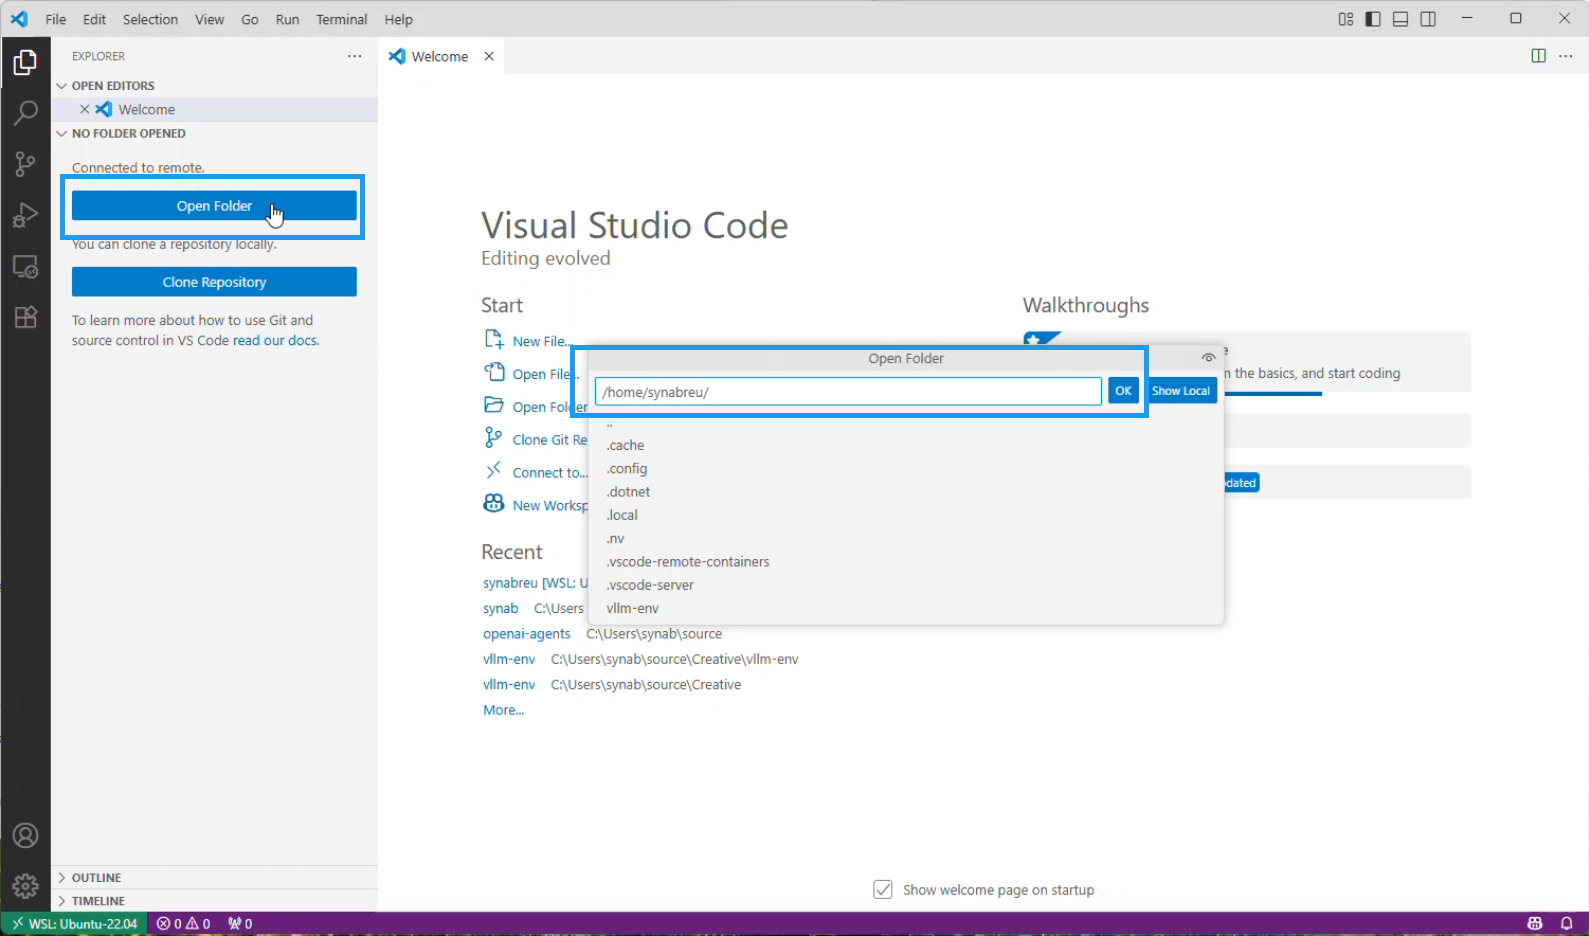 File Edit Selection View Go Run Terminal Help
EXPLORER
OPEN EDITORS
Welcome
NO FOLDER OPENED
Connected to remote.
Open Folder
You can clone a repository locally.
Clone Repository
To learn more about how to use Git and
source control in VS Code read our docs.
OUTLINE
TIMELINE
Welcome
Visual Studio Code
Editing evolved
Start
New File...
Open File...
Open Folder
Clone Git Re
Connect to...
New Worksp
Recent
synabreu [WSL: U
synab C:\Users
openai-agents C:\Users\synab\source
vllm-env C:\Users\synab\source\Creative\vllm-env
vllm-env C:\Users\synab\source\Creative
More...
Walkthroughs
e
n the basics, and start coding
dated
Open Folder
/home/synabreu/ OK Show Local
..
.cache
.config
.dotnet
.local
.nv
.vscode-remote-containers
.vscode-server
vllm-env
Show welcome page on startup
WSL: Ubuntu-22.04 0 0 0